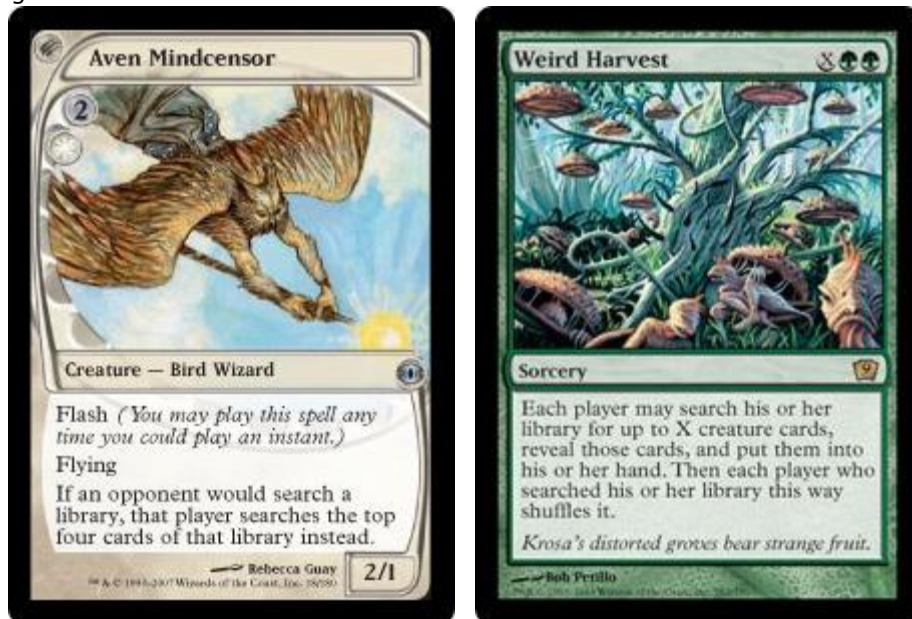 Aven Mindcensor
2
Creature — Bird Wizard
Flash (You may play this spell any
time you could play an instant.)
Flying
If an opponent would search a
library, that player searches the top
four cards of that library instead.
Rebecca Guay
2/1
Weird Harvest
X
Sorcery
9
Each player may search his or her
library for up to X creature cards,
reveal those cards, and put them into
his or her hand. Then each player who
searched his or her library this way
shuffles it.
Krosa's distorted groves bear strange fruit.
Bob Petillo